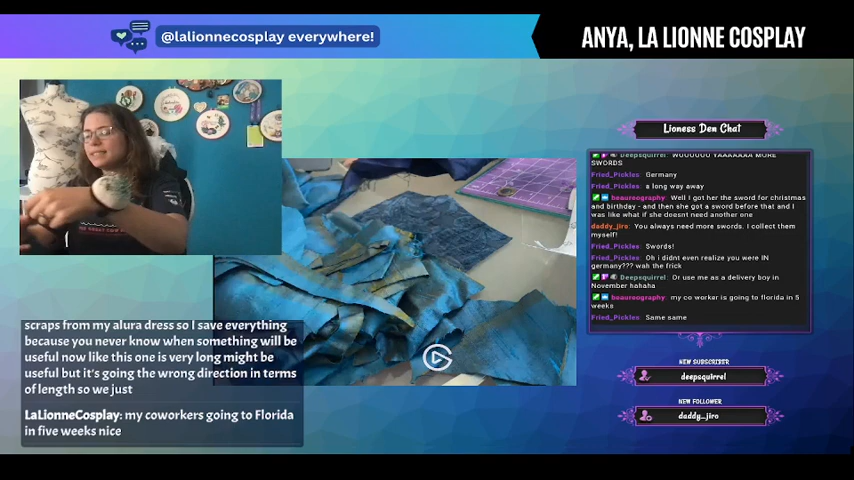 @lalionnecosplay everywhere!
ANYA, LA LIONNE COSPLAY
Lioness Den Chat
Deepsquirrel: WOOOOOO YAAAAAAA MORE
SWORDS
Fried_Pickles: Germany
Fried_Pickles: a long way away
beaureography: Well I got her the sword for christmas
and birthday - and then she got a sword before that and I
was like what if she doesnt need another one
daddy_jiro: You always need more swords. I collect them
myself!
Fried_Pickles: Swords!
Fried_Pickles: Oh i didnt even realize you were IN
germany??? wah the frick
Deepsquirrel: Or use me as a delivery boy in
November hahaha
beaureography: my co worker is going to florida in 5
weeks
Fried_Pickles: Same same
scraps from my alura dress so I save everything
because you never know when something will be
useful now like this one is very long might be
useful but it's going the wrong direction in terms
of length so we just
LaLionneCosplay: my coworkers going to Florida
in five weeks nice
NEW SUBSCRIBER
deepsquirrel
NEW FOLLOWER
daddy_jiro